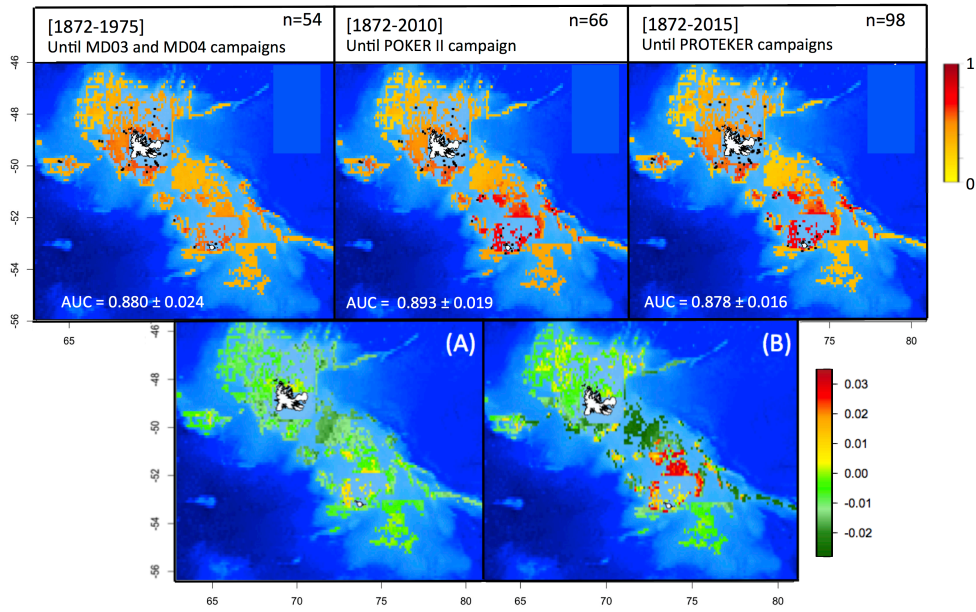 [1872-1975] n=54
Until MD03 and MD04 campaigns
[1872-2010] n=66
Until POKER II campaign
[1872-2015] n=98
Until PROTEKER campaigns
-46
-48
-50
-52
-54
-56
AUC = 0.880 ± 0.024
AUC = 0.893 ± 0.019
AUC = 0.878 ± 0.016
65
75
80
1
0
-46
-48
-50
-52
-54
-56
(A)
(B)
65
70
75
80
65
70
75
80
0.03
0.02
0.01
0.00
-0.01
-0.02